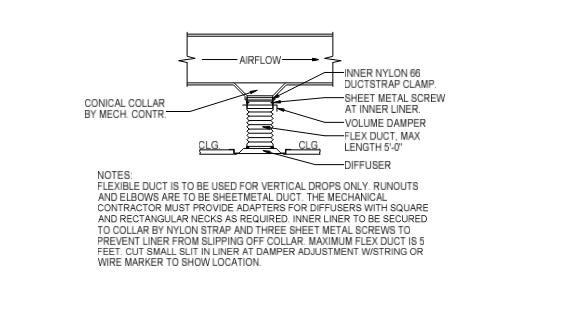 AIRFLOW
INNER NYLON 66
DUCTSTRAP CLAMP.
SHEET METAL SCREW
AT INNER LINER.
CONICAL COLLAR
BY MECH. CONTR.
VOLUME DAMPER
FLEX DUCT, MAX
LENGTH 5'-0"
CLG.
CLG.
DIFFUSER
NOTES:
FLEXIBLE DUCT IS TO BE USED FOR VERTICAL DROPS ONLY. RUNOUTS
AND ELBOWS ARE TO BE SHEETMETAL DUCT. THE MECHANICAL
CONTRACTOR MUST PROVIDE ADAPTERS FOR DIFFUSERS WITH SQUARE
AND RECTANGULAR NECKS AS REQUIRED. INNER LINER TO BE SECURED
TO COLLAR BY NYLON STRAP AND THREE SHEET METAL SCREWS TO
PREVENT LINER FROM SLIPPING OFF COLLAR. MAXIMUM FLEX DUCT IS 5
FEET. CUT SMALL SLIT IN LINER AT DAMPER ADJUSTMENT W/STRING OR
WIRE MARKER TO SHOW LOCATION.